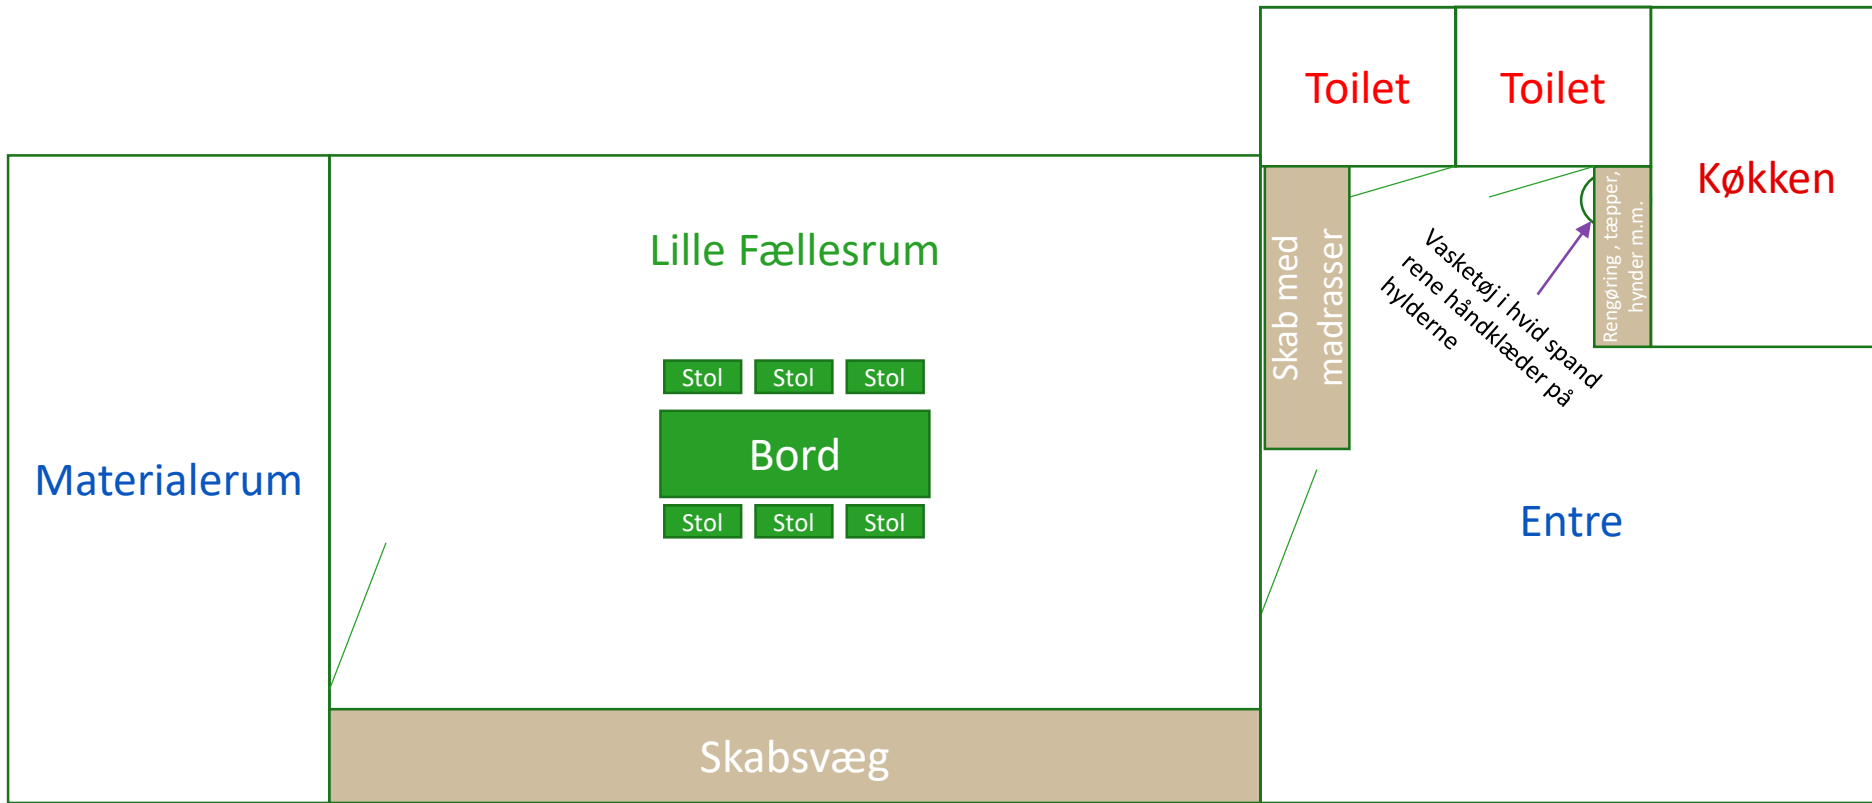 Toilet
Toilet
Køkken
Lille Fællesrum
Skab med
madrasser
Rengøring , tæpper,
hynder m.m.
Vasketøj i hvid spand
rene håndklæder på
hylderne
Stol
Stol
Stol
Bord
Stol
Stol
Stol
Materialerum
Entre
Skabsvæg